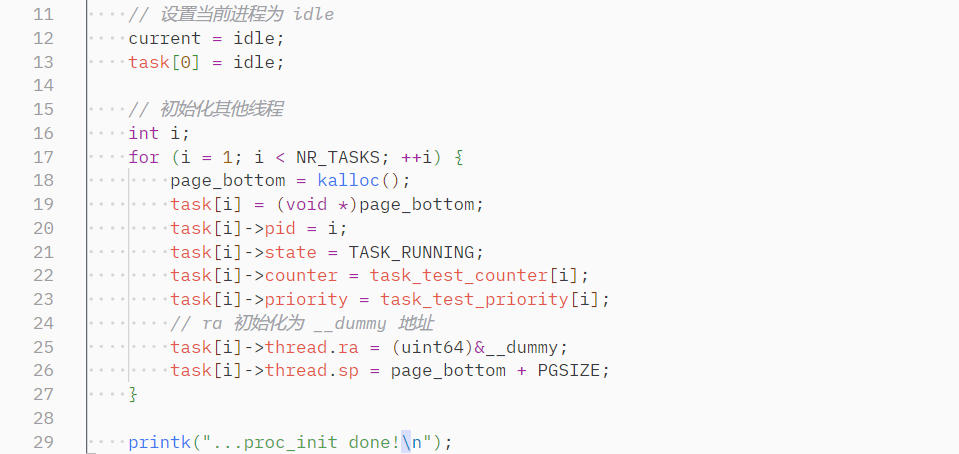 11 // 设置当前进程为 idle
12 current = idle;
13 task[0] = idle;
14
15 // 初始化其他线程
16 int i;
17 for (i = 1; i < NR_TASKS; ++i) {
18 page_bottom = kalloc();
19 task[i] = (void *)page_bottom;
20 task[i]->pid = i;
21 task[i]->state = TASK_RUNNING;
22 task[i]->counter = task_test_counter[i];
23 task[i]->priority = task_test_priority[i];
24 // ra 初始化为 __dummy 地址
25 task[i]->thread.ra = (uint64)&__dummy;
26 task[i]->thread.sp = page_bottom + PGSIZE;
27 }
28
29 printk("...proc_init done!\n");